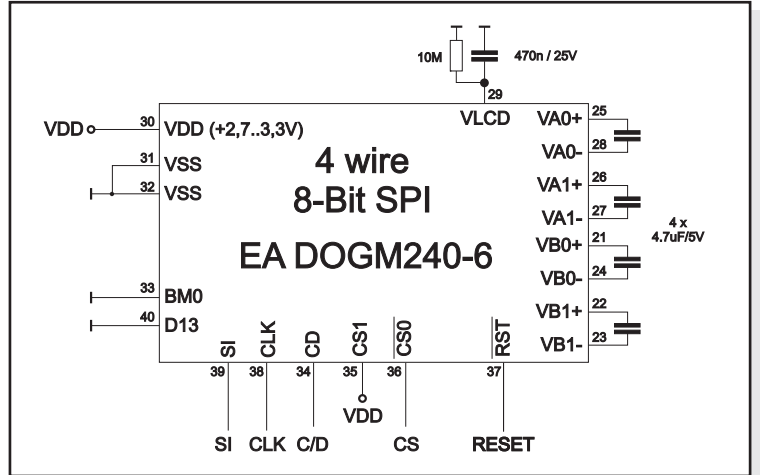 10M
470n / 25V
29
VLCD
VDD
30
VDD (+2,7..3,3V)
31
VSS
32
VSS
4 wire
8-Bit SPI
EA DOGM240-6
VA0+
25
VA0-
28
VA1+
26
VA1-
27
VB0+
21
VB0-
24
VB1+
22
VB1-
23
4 x
4.7uF/5V
33
BM0
40
D13
SI
CLK
CD
CS1
CS0
RST
39
38
34
35
36
37
VDD
SI
CLK
C/D
CS
RESET